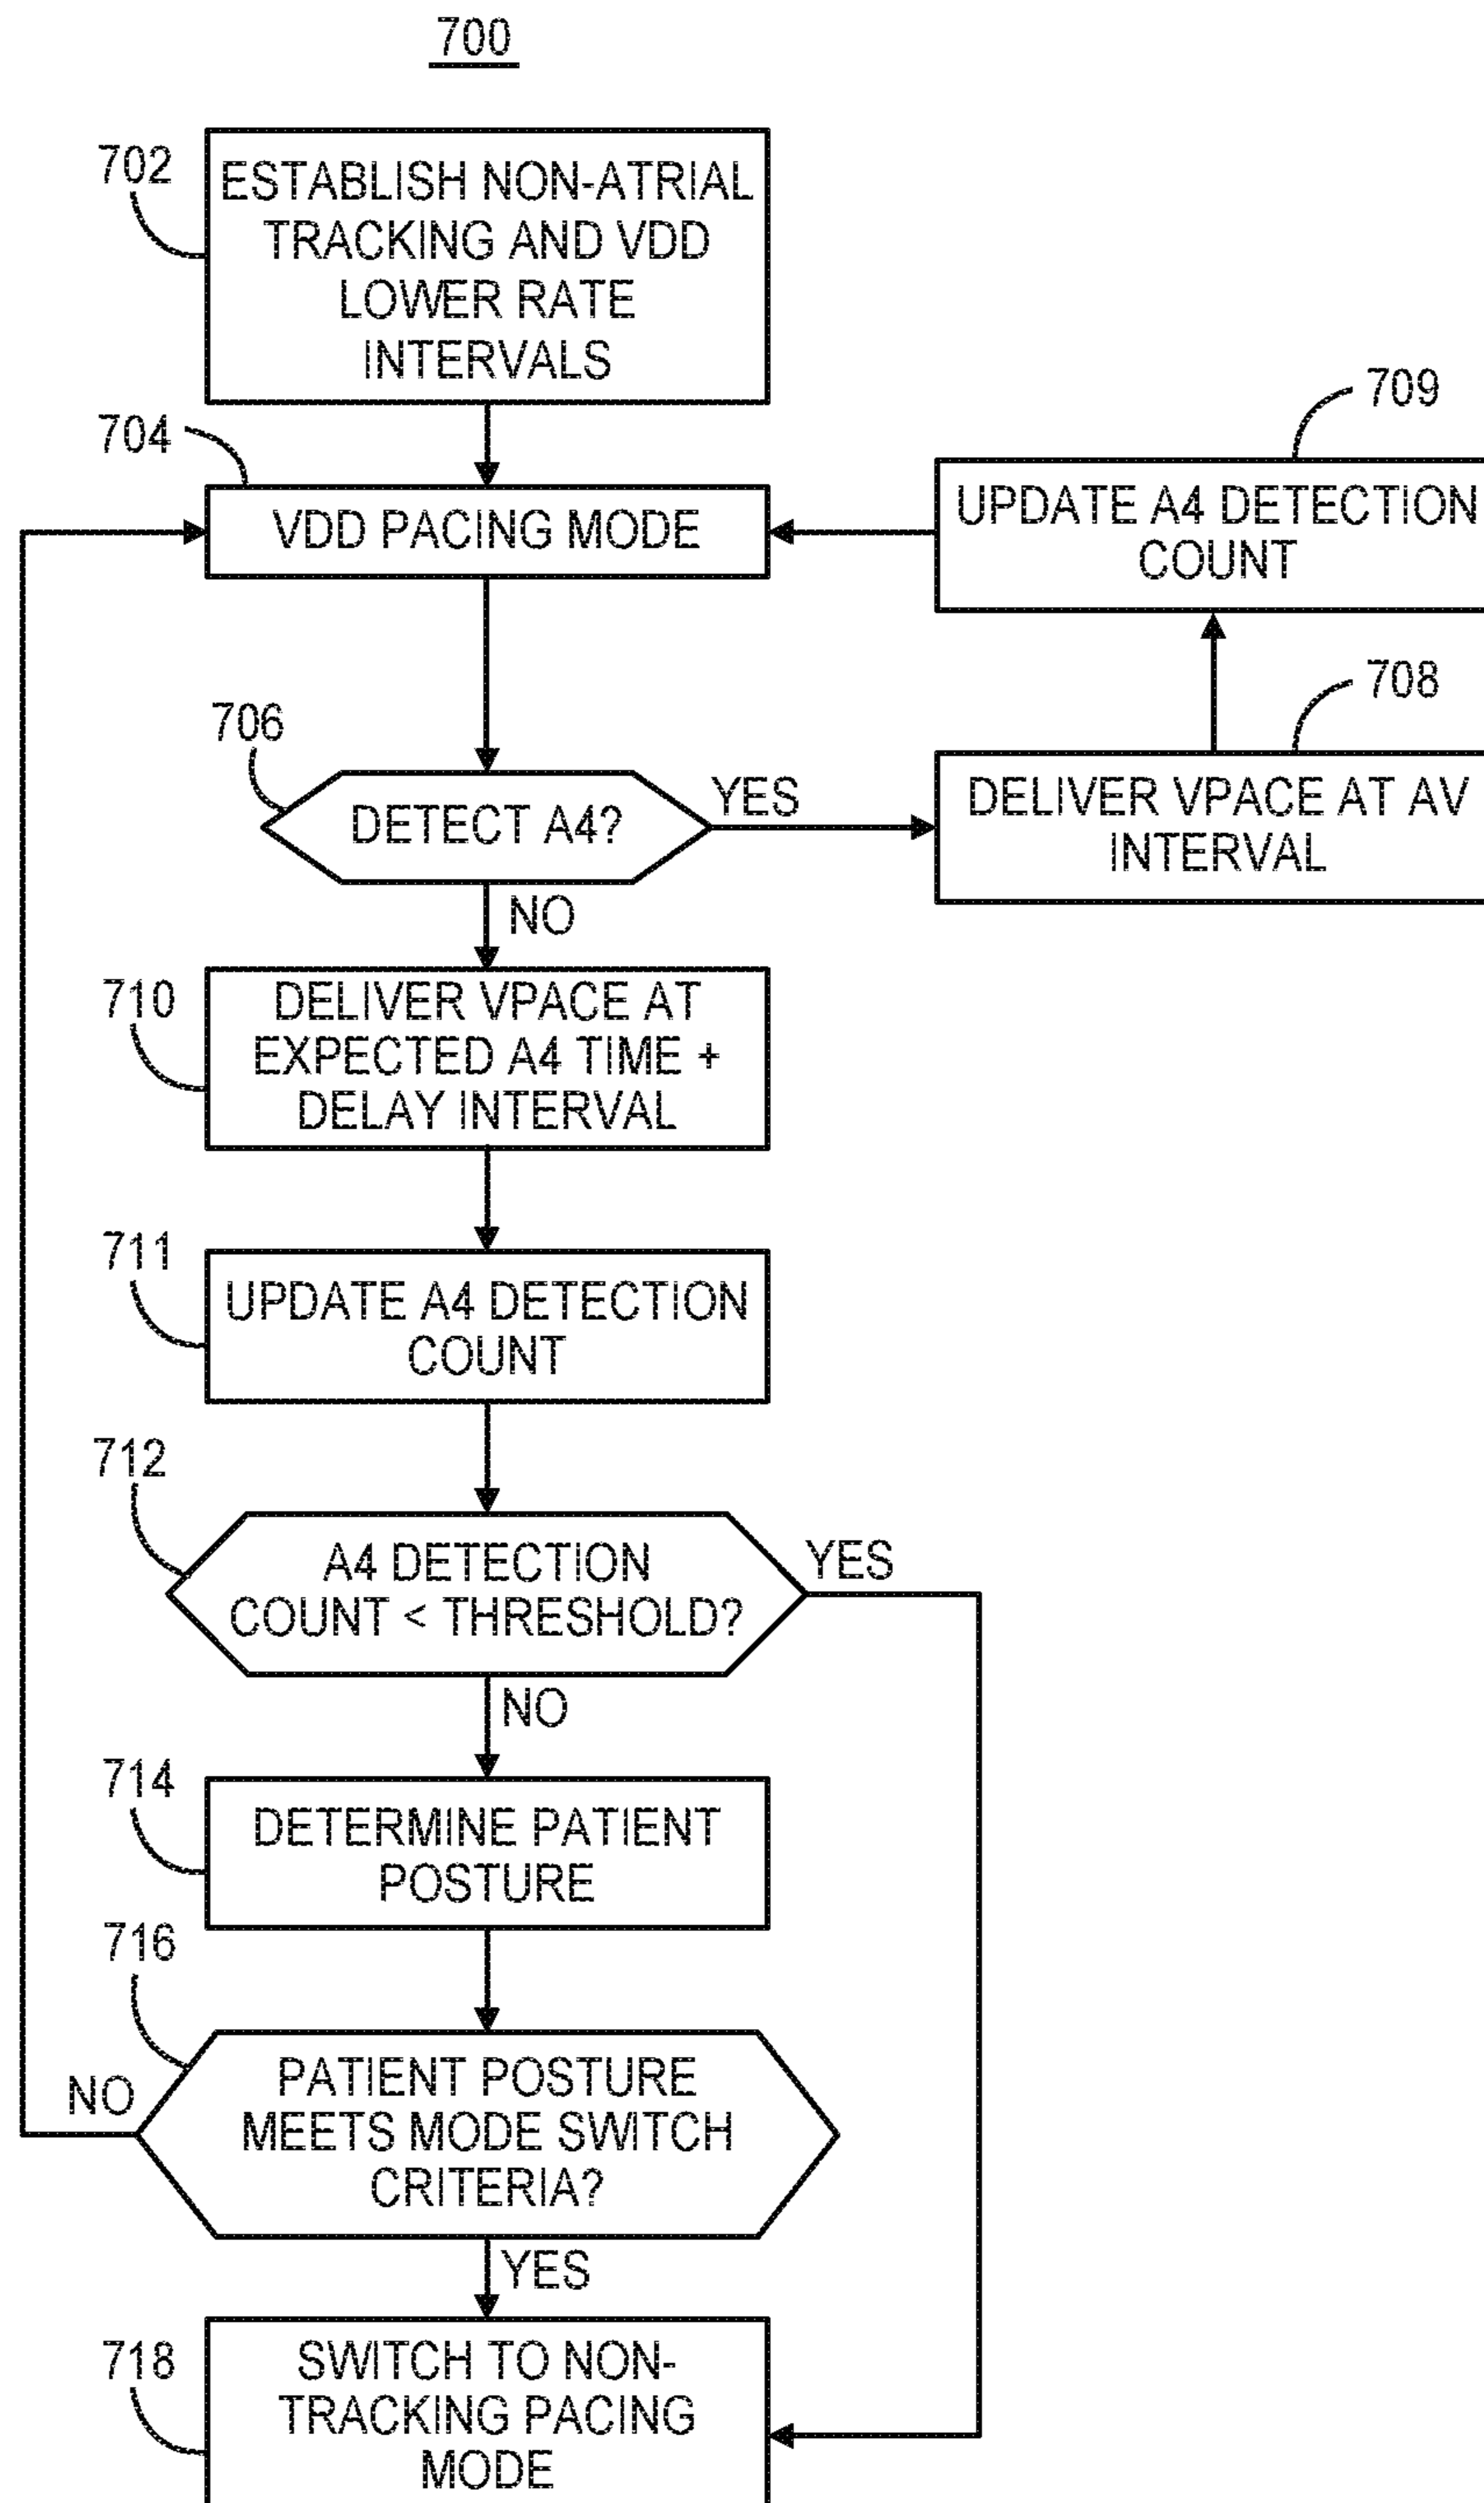 700
702
ESTABLISH NON-ATRIAL
TRACKING AND VDD
LOWER RATE
INTERVALS
704
VDD PACING MODE
709
UPDATE A4 DETECTION
COUNT
706
DETECT A4?
YES
708
DELIVER VPACE AT AV
INTERVAL
NO
710
DELIVER VPACE AT
EXPECTED A4 TIME +
DELAY INTERVAL
711
UPDATE A4 DETECTION
COUNT
712
A4 DETECTION
COUNT < THRESHOLD?
YES
NO
714
DETERMINE PATIENT
POSTURE
716
PATIENT POSTURE
MEETS MODE SWITCH
CRITERIA?
NO
YES
718
SWITCH TO NON-
TRACKING PACING
MODE